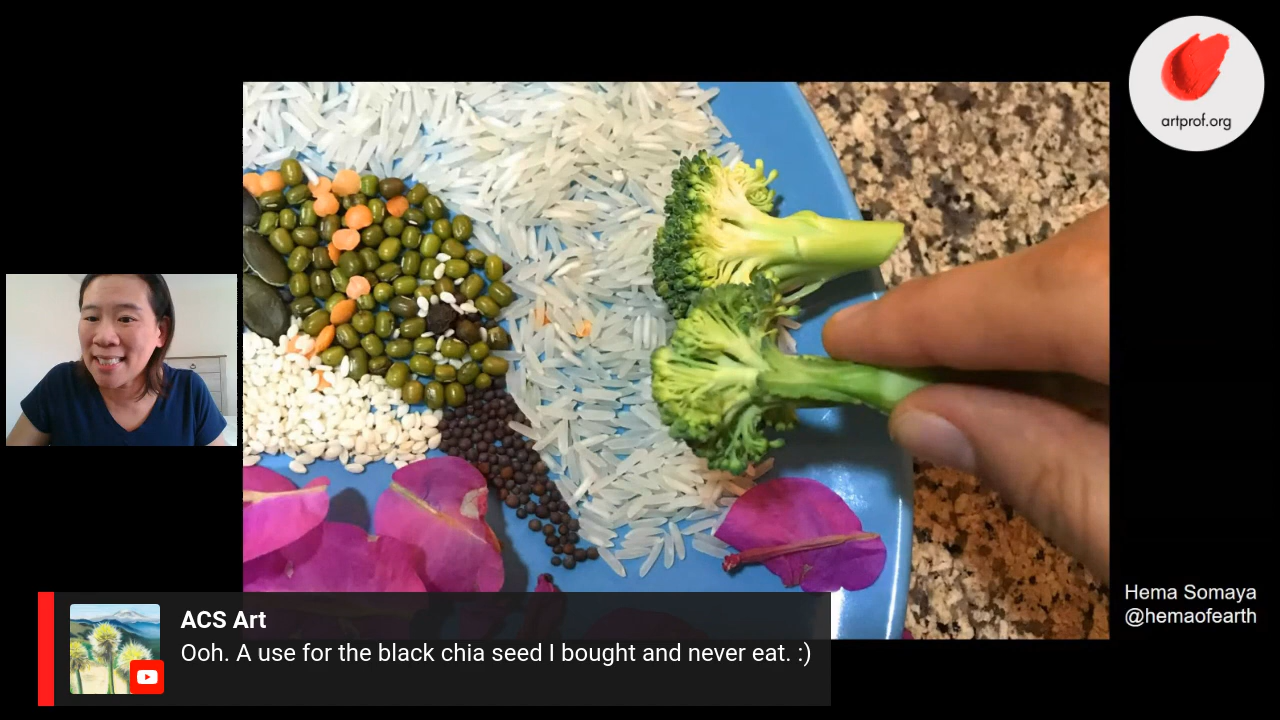 artprof.org
Hema Somaya
@hemaofearth
ACS Art
Ooh. A use for the black chia seed I bought and never eat. :)